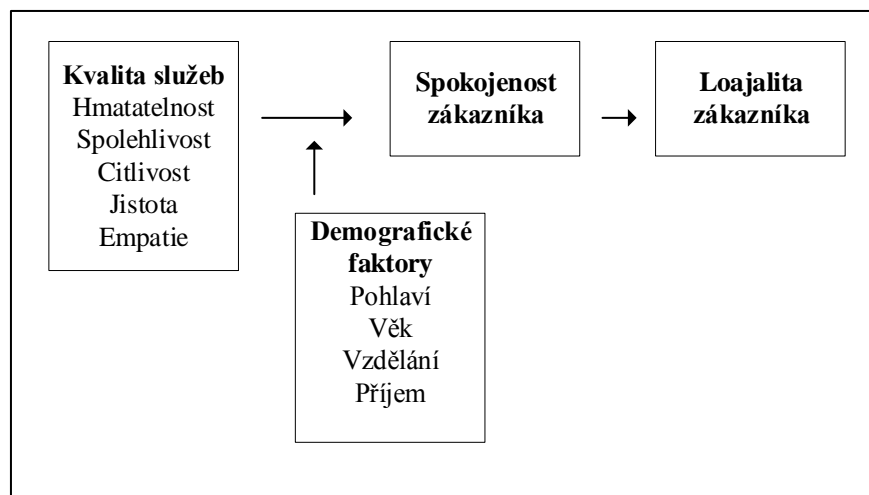 Kvalita služeb
Hmatatelnost
Spolehlivost
Citlivost
Jistota
Empatie
Spokojenost
zákazníka
Loajalita
zákazníka
Demografické
faktory
Pohlaví
Věk
Vzdělání
Příjem